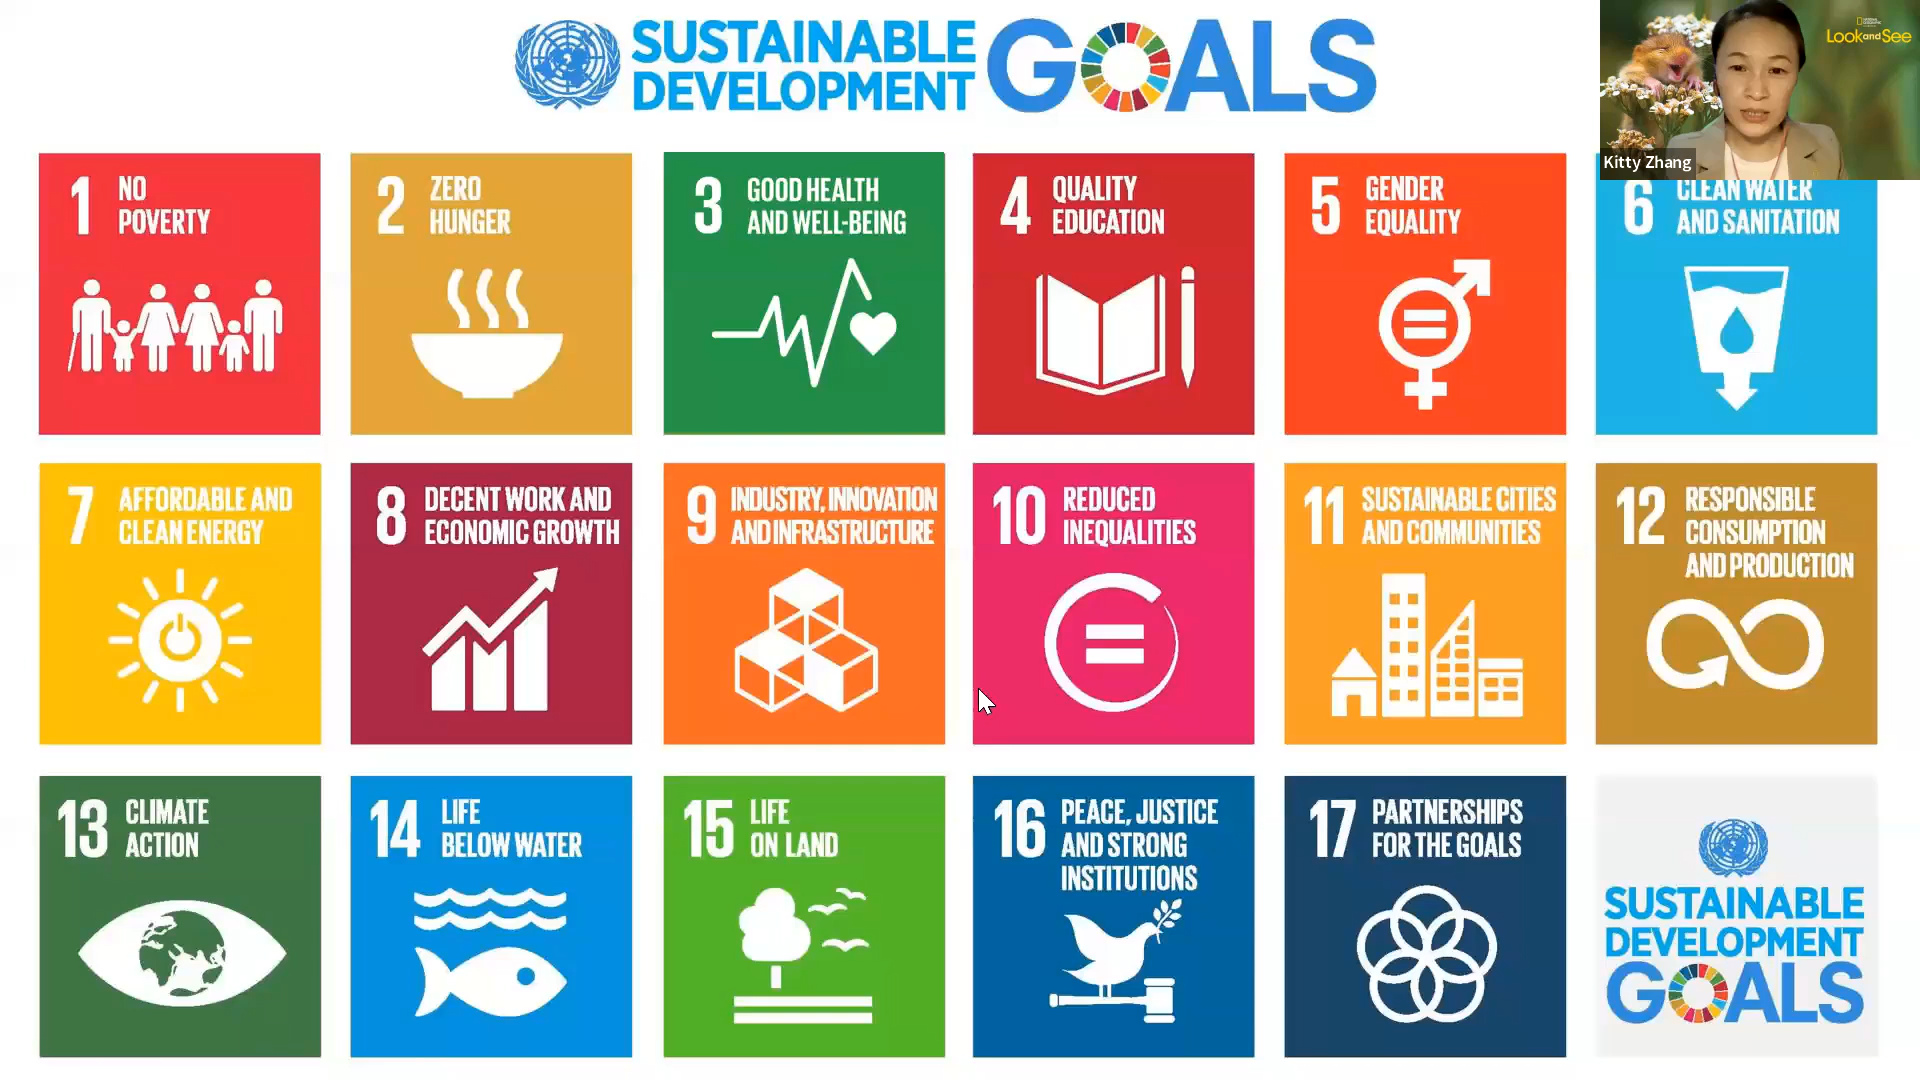 SUSTAINABLE
DEVELOPMENT
GOALS
LookandSee
Kitty Zhang
1 NO
POVERTY
2 ZERO
HUNGER
3 GOOD HEALTH
AND WELL-BEING
4 QUALITY
EDUCATION
5 GENDER
EQUALITY
6 CLEAN WATER
AND SANITATION
7 AFFORDABLE AND
CLEAN ENERGY
8 DECENT WORK AND
ECONOMIC GROWTH
9 INDUSTRY, INNOVATION
AND INFRASTRUCTURE
10 REDUCED
INEQUALITIES
11 SUSTAINABLE CITIES
AND COMMUNITIES
12 RESPONSIBLE
CONSUMPTION
AND PRODUCTION
13 CLIMATE
ACTION
14 LIFE
BELOW WATER
15 LIFE
ON LAND
16 PEACE, JUSTICE
AND STRONG
INSTITUTIONS
17 PARTNERSHIPS
FOR THE GOALS
SUSTAINABLE
DEVELOPMENT
GOALS